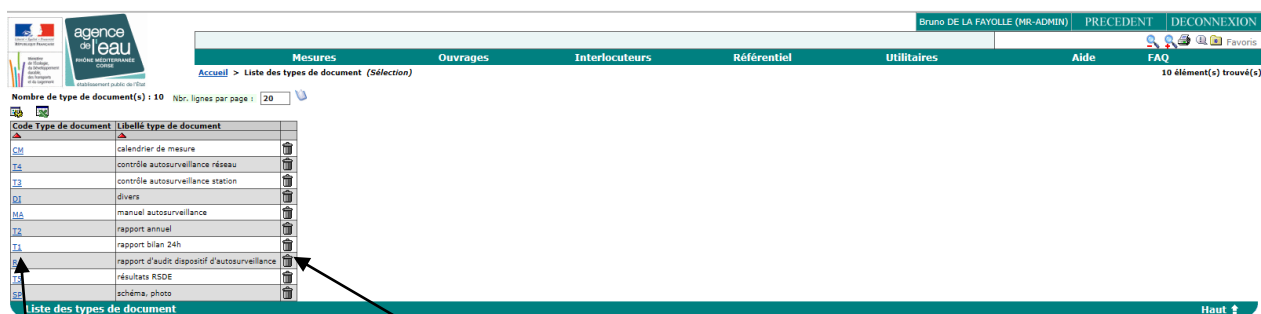 Bruno DE LA FAYOLLE (MR-ADMIN) PRECEDENT DECONNEXION
agence de l'eau
RHÔNE MÉDITERRANÉE CORSE
établissement public de l'État
Favoris
Mesures Ouvrages Interlocuteurs Référentiel Utilitaires Aide FAQ
Accueil > Liste des types de document (Sélection) 10 élément(s) trouvé(s)
Nombre de type de document(s) : 10 Nbr. lignes par page : 20
Code Type de document Libellé type de document
CM calendrier de mesure
T4 contrôle autosurveillance réseau
T3 contrôle autosurveillance station
DI divers
MA manuel autosurveillance
T2 rapport annuel
T1 rapport bilan 24h
rapport d'audit dispositif d'autosurveillance
T5 résultats RSDE
SP schéma, photo
Liste des types de document Haut